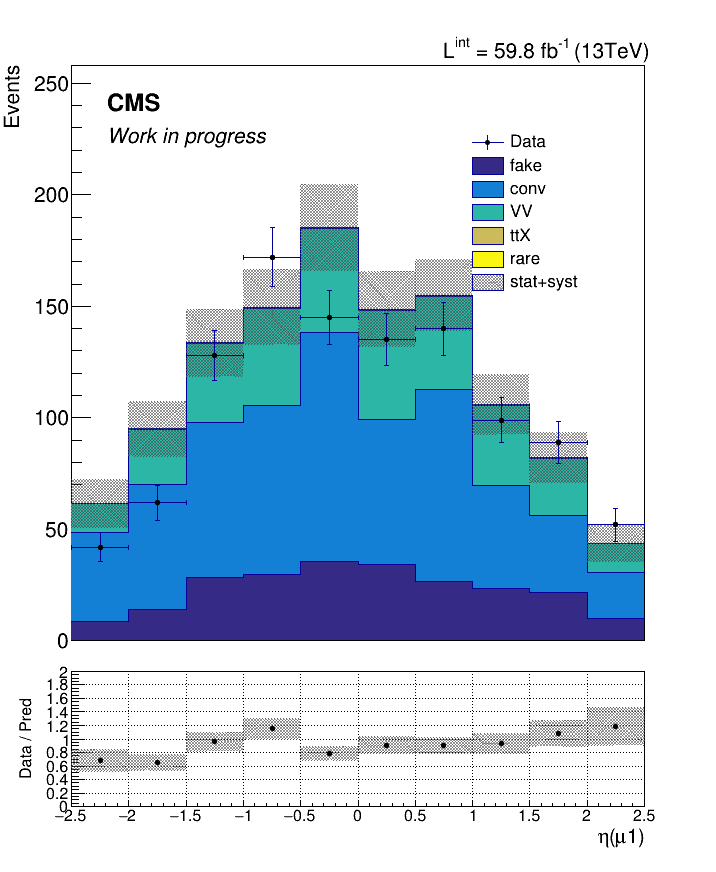 L^int = 59.8 fb^-1 (13TeV)
Events
250
200
150
100
50
0
CMS
Work in progress
Data
fake
conv
VV
ttX
rare
stat+syst
Data / Pred
2
1.8
1.6
1.4
1.2
1
0.8
0.6
0.4
0.2
0
−2.5 −2 −1.5 −1 −0.5 0 0.5 1 1.5 2 2.5
η(μ1)